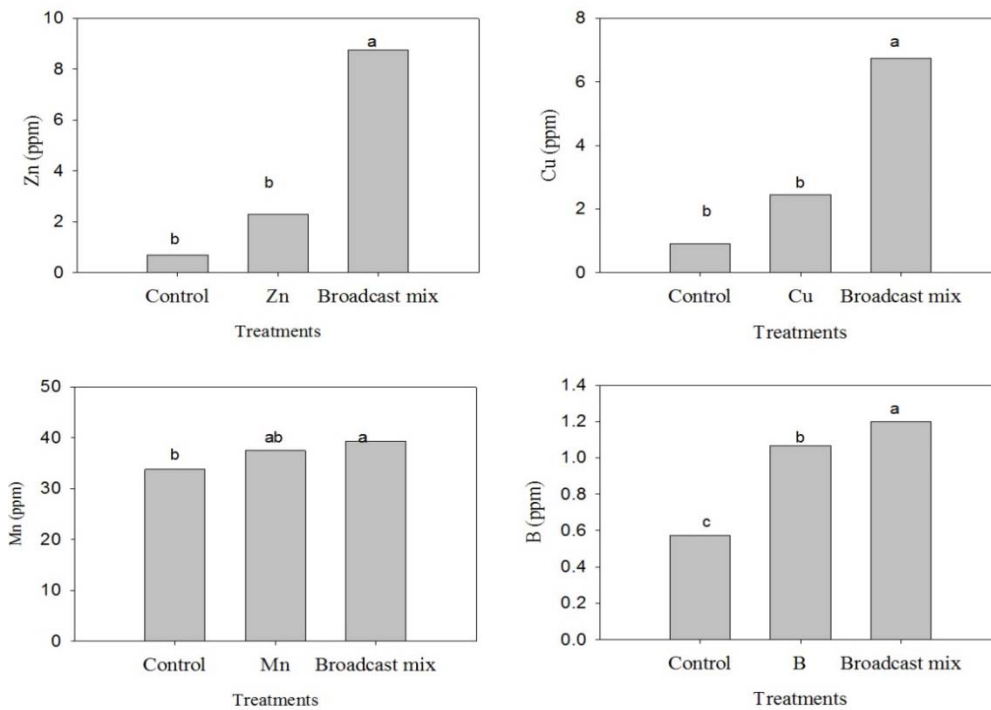 Zn (ppm)
10
8
6
4
2
0
b
b
a
Control Zn Broadcast mix
Treatments
Cu (ppm)
8
6
4
2
0
b
b
a
Control Cu Broadcast mix
Treatments
Mn (ppm)
50
40
30
20
10
0
b
ab
a
Control Mn Broadcast mix
Treatments
B (ppm)
1.4
1.2
1.0
0.8
0.6
0.4
0.2
0.0
c
b
a
Control B Broadcast mix
Treatments